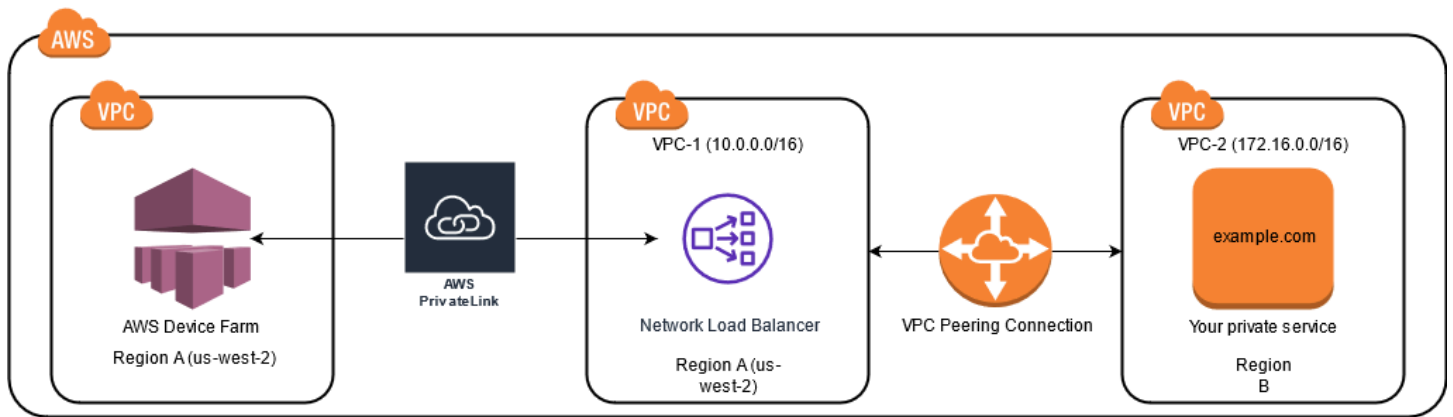 AWS
VPC
VPC
VPC
VPC-1 (10.0.0.0/16)
VPC-2 (172.16.0.0/16)
example.com
AWS
PrivateLink
AWS Device Farm
Network Load Balancer
VPC Peering Connection
Your private service
Region A (us-west-2)
Region A (us-
west-2)
Region
B